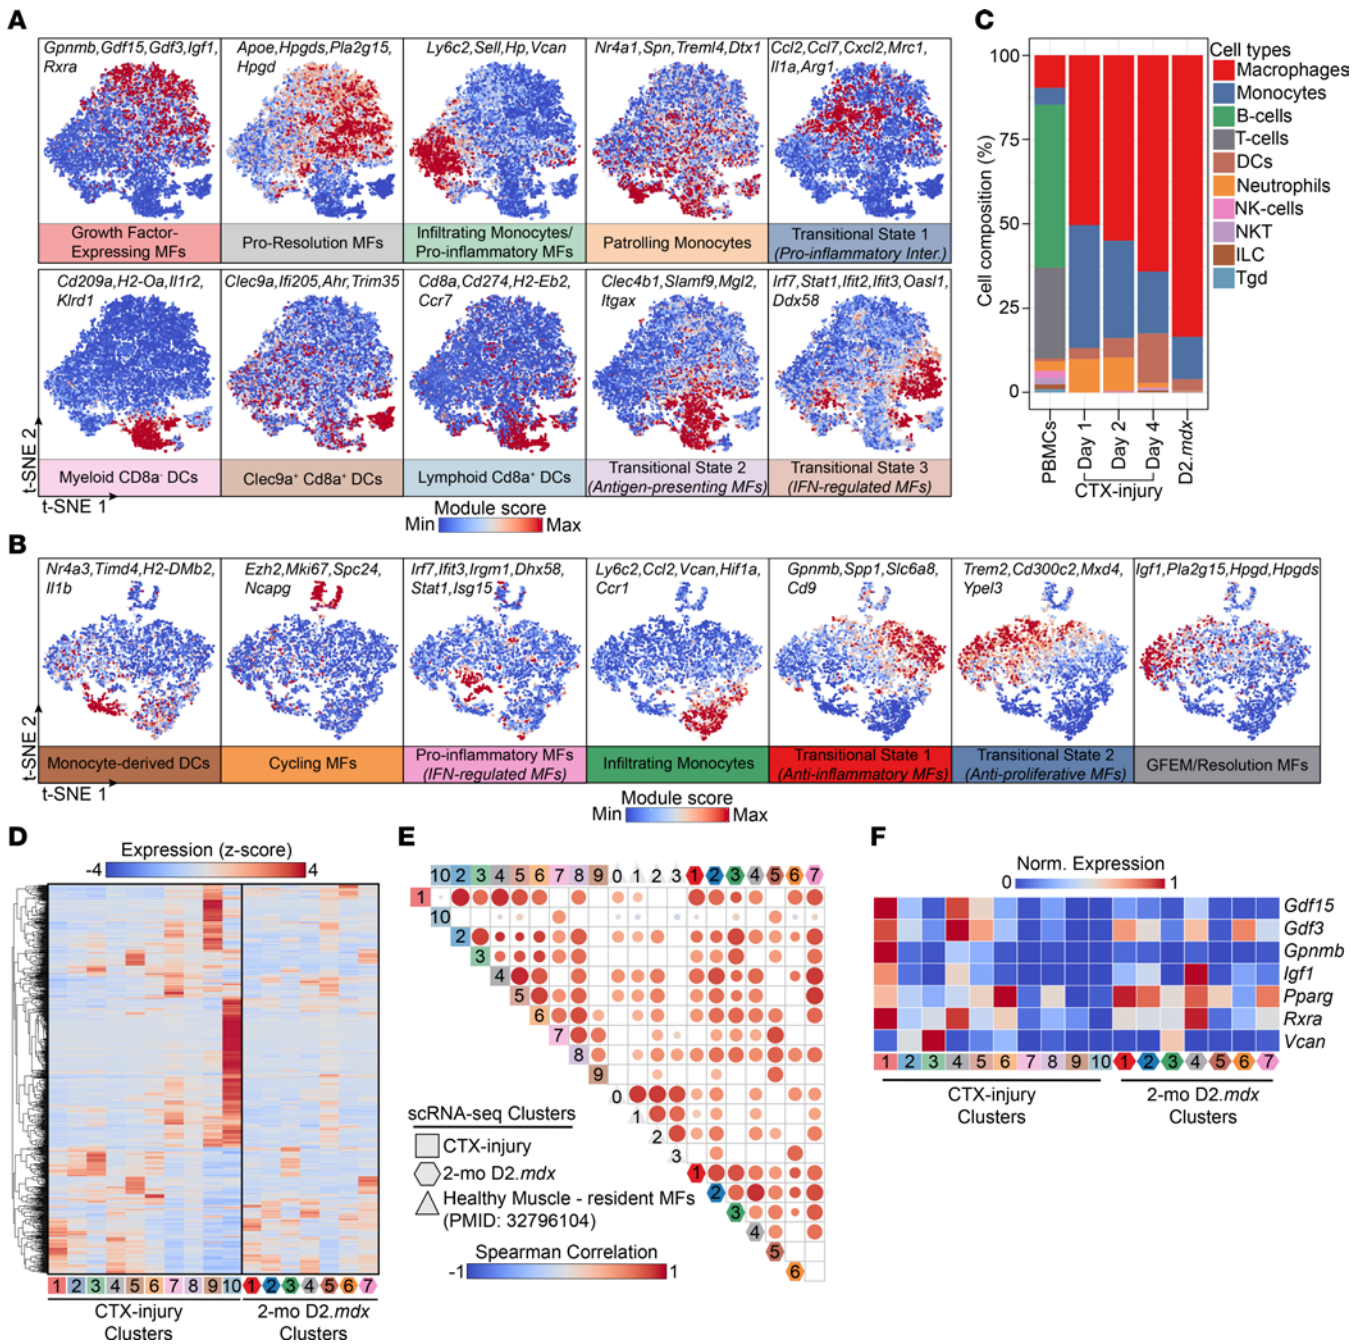 A
Gpnmb,Gdf15,Gdf3,Igf1,
Rxra
Apoe,Hpgds,Pla2g15,
Hpgd
Ly6c2,Sell,Hp,Vcan
Nr4a1,Spn,Treml4,Dtx1
Ccl2,Ccl7,Cxcl2,Mrc1,
Il1a,Arg1
Growth Factor-
Expressing MFs
Pro-Resolution MFs
Infiltrating Monocytes/
Pro-inflammatory MFs
Patrolling Monocytes
Transitional State 1
(Pro-inflammatory Inter.)
Cd209a,H2-Oa,Il1r2,
Klrd1
Clec9a,Ifi205,Ahr,Trim35
Cd8a,Cd274,H2-Eb2,
Ccr7
Clec4b1,Slamf9,Mgl2,
Itgax
Irf7,Stat1,Ifit2,Ifit3,Oasl1,
Ddx58
Myeloid CD8a- DCs
Clec9a+ Cd8a+ DCs
Lymphoid Cd8a+ DCs
Transitional State 2
(Antigen-presenting MFs)
Transitional State 3
(IFN-regulated MFs)
t-SNE 2
t-SNE 1
Module score
Min
Max
C
Cell composition (%)
100
75
50
25
0
PBMCs
Day 1
Day 2
Day 4
D2.mdx
CTX-injury
Cell types
Macrophages
Monocytes
B-cells
T-cells
DCs
Neutrophils
NK-cells
NKT
ILC
Tgd
B
Nr4a3,Timd4,H2-DMb2,
Il1b
Ezh2,Mki67,Spc24,
Ncapg
Irf7,Ifit3,Irgm1,Dhx58,
Stat1,Isg15
Ly6c2,Ccl2,Vcan,Hif1a,
Ccr1
Gpnmb,Spp1,Slc6a8,
Cd9
Trem2,Cd300c2,Mxd4,
Ypel3
Igf1,Pla2g15,Hpgd,Hpgds
Monocyte-derived DCs
Cycling MFs
Pro-inflammatory MFs
(IFN-regulated MFs)
Infiltrating Monocytes
Transitional State 1
(Anti-inflammatory MFs)
Transitional State 2
(Anti-proliferative MFs)
GFEM/Resolution MFs
t-SNE 2
t-SNE 1
Module score
Min
Max
D
Expression (z-score)
-4
4
1 2 3 4 5 6 7 8 9 10 1 2 3 4 5 6 7
CTX-injury
Clusters
2-mo D2.mdx
Clusters
E
10 2 3 4 5 6 7 8 9 0 1 2 3 1 2 3 4 5 6 7
1
10
2
3
4
5
6
7
8
9
0
1
2
3
1
2
3
4
5
6
scRNA-seq Clusters
CTX-injury
2-mo D2.mdx
Healthy Muscle - resident MFs
(PMID: 32796104)
Spearman Correlation
-1
1
F
Norm. Expression
0
1
Gdf15
Gdf3
Gpnmb
Igf1
Pparg
Rxra
Vcan
1 2 3 4 5 6 7 8 9 10 1 2 3 4 5 6 7
CTX-injury
Clusters
2-mo D2.mdx
Clusters